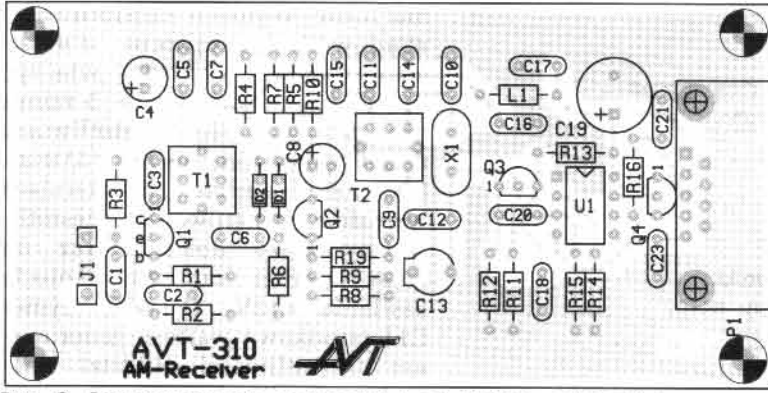 C4
C5
C7
R4
R7
R5
R10
C15
C11
C14
C10
C17
L1
C16
C19
R13
C21
R3
C3
T1
D2
D1
C8
T2
X1
Q3
1
U1
R16
1
Q4
J1
C1
c
e
b
Q1
C6
Q2
1
C9
C12
C20
C23
R1
C2
R2
R6
R19
R9
R8
C13
R12
R11
C18
R15
R14
P1
AVT-310
AM-Receiver
AVT